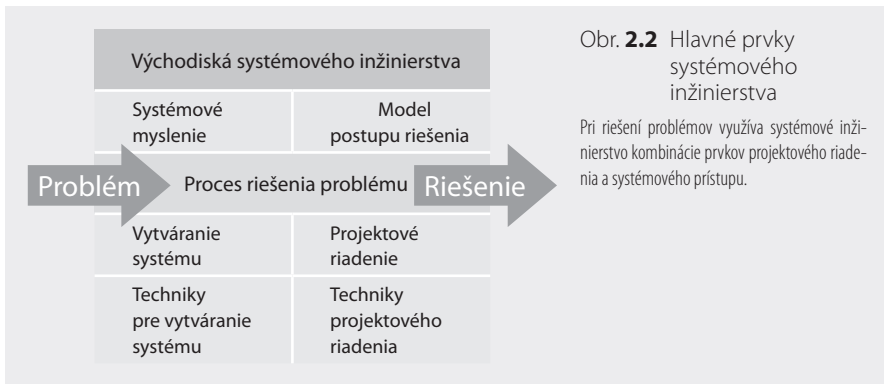 Východiská systémového inžinierstva
Systémové
myslenie
Model
postupu riešenia
Problém
Proces riešenia problému
Riešenie
Vytváranie
systému
Projektové
riadenie
Techniky
pre vytváranie
systému
Techniky
projektového
riadenia
Obr. 2.2 Hlavné prvky
systémového
inžinierstva
Pri riešení problémov využíva systémové inži-
nierstvo kombinácie prvkov projektového riade-
nia a systémového prístupu.